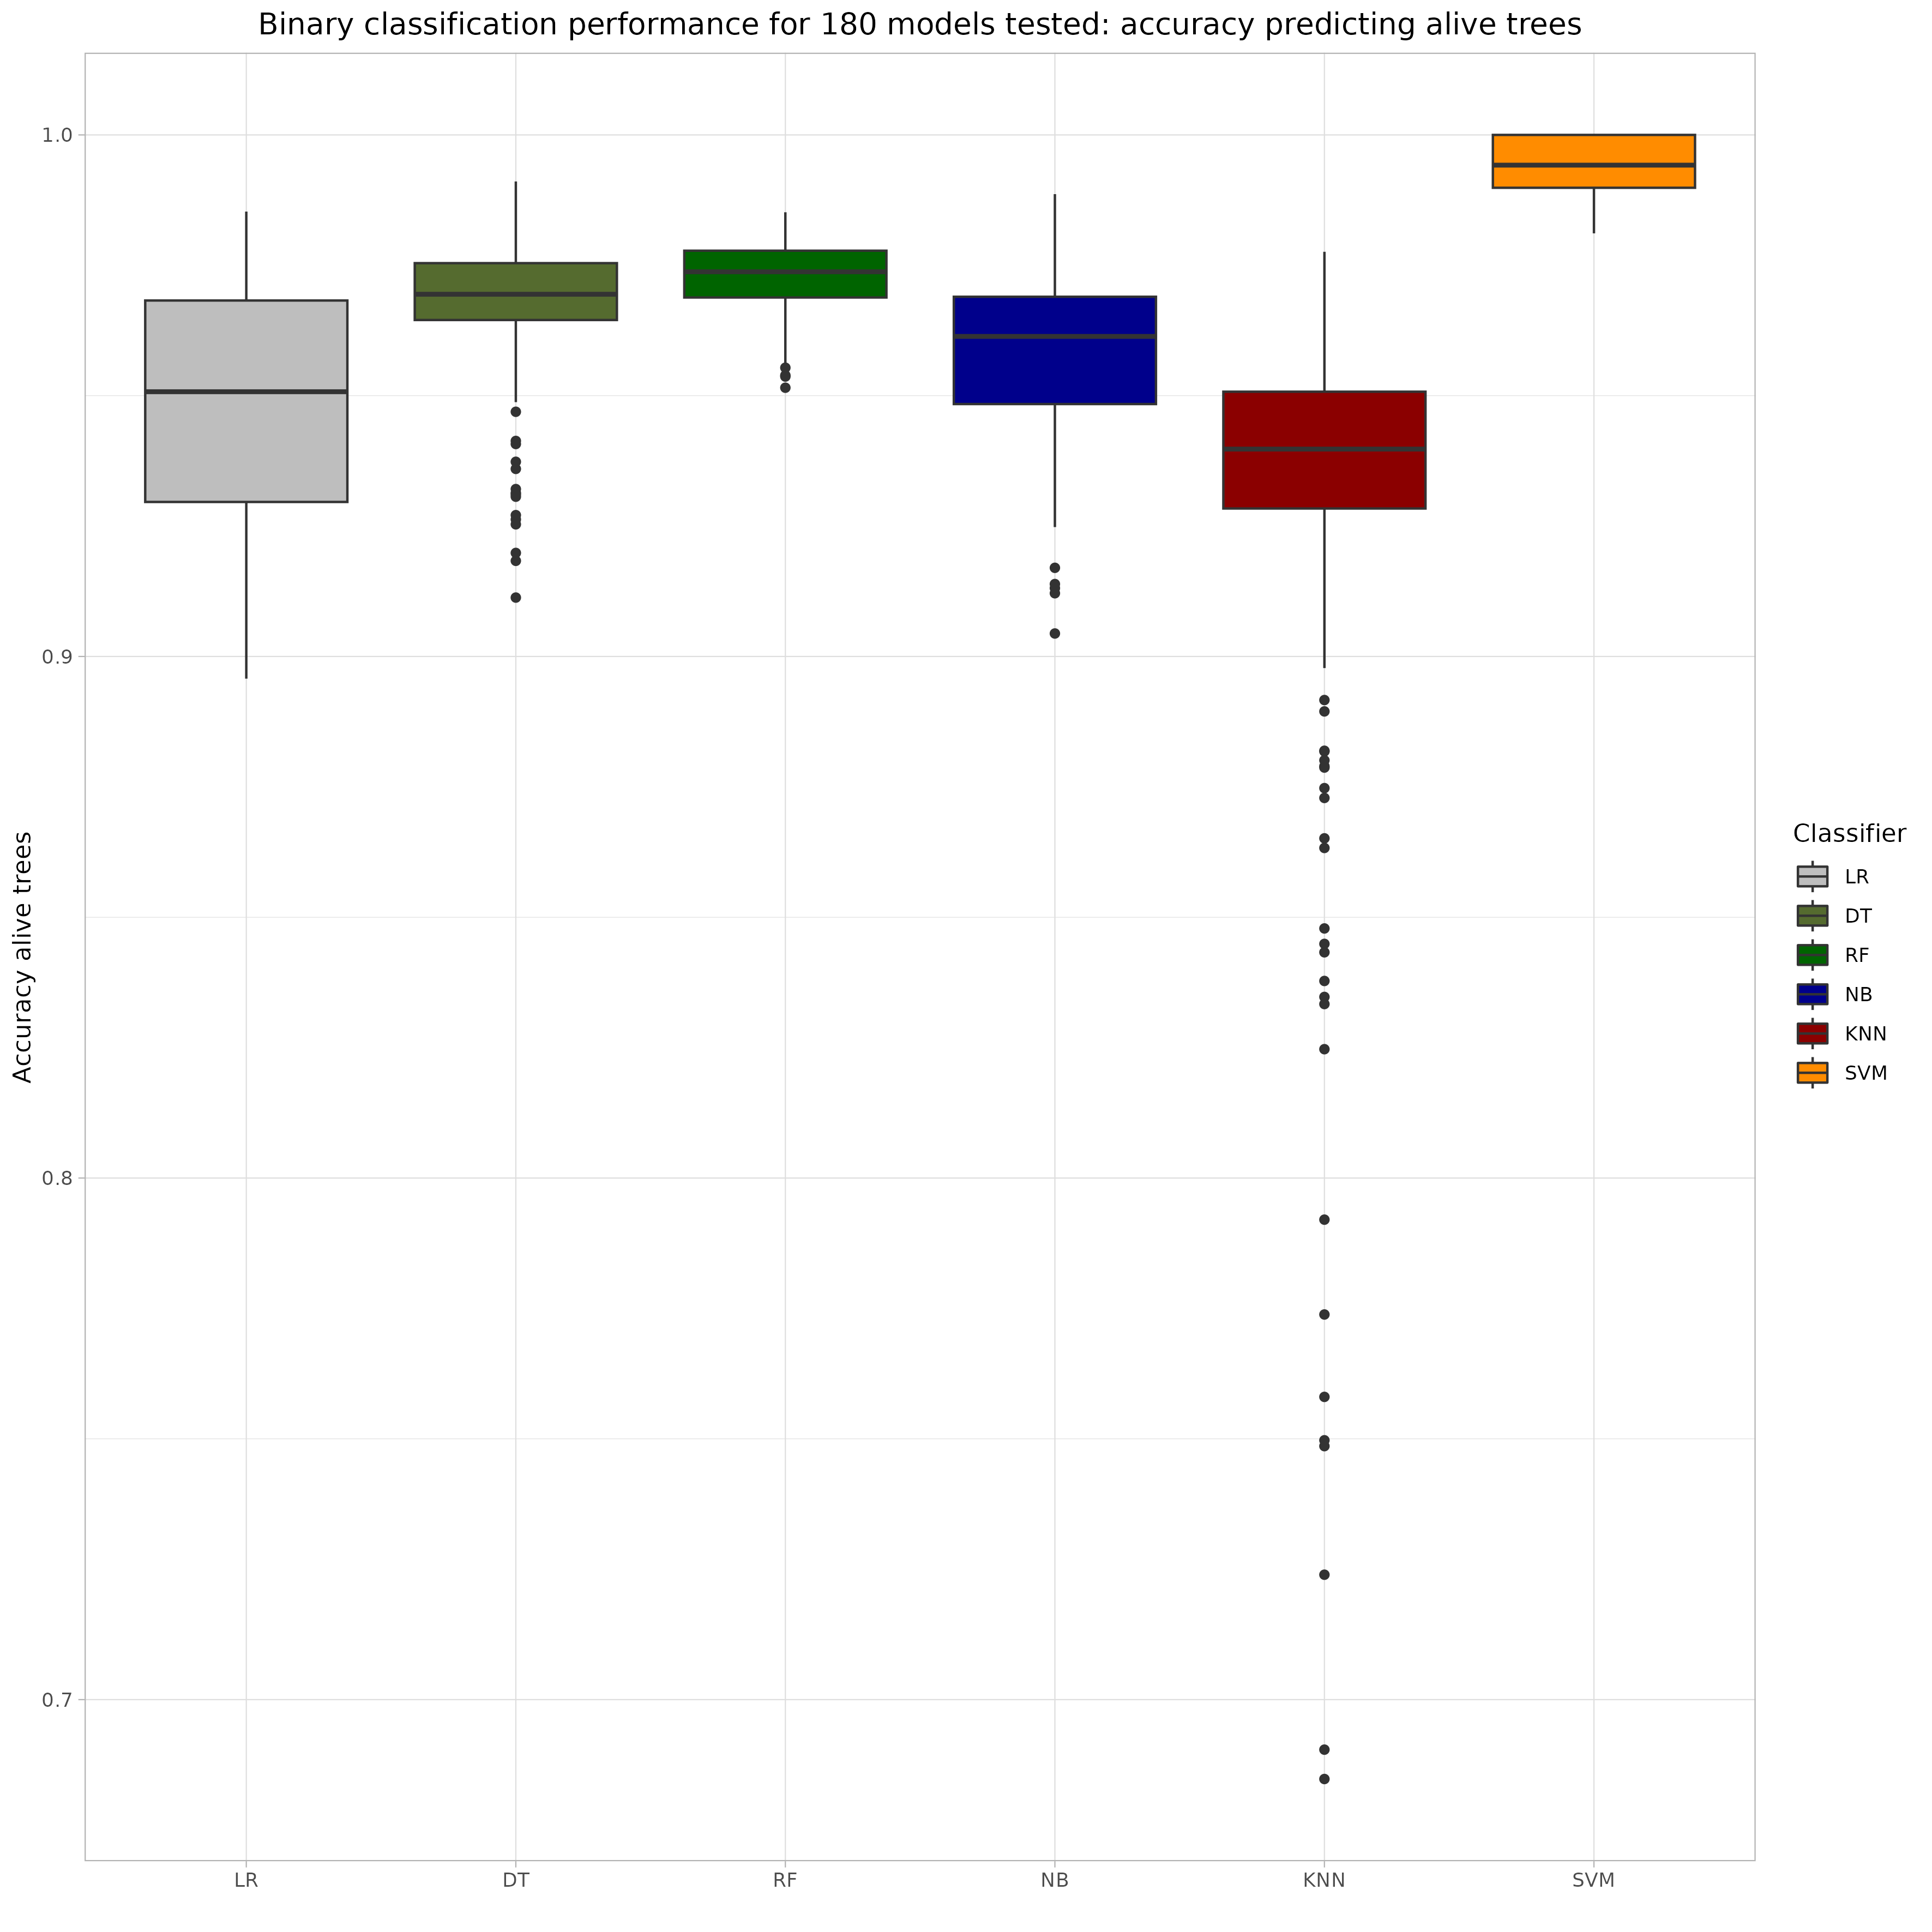 Binary classification performance for 180 models tested: accuracy predicting alive trees
Accuracy alive trees
1.0
0.9
0.8
0.7
LR
DT
RF
NB
KNN
SVM
Classifier
LR
DT
RF
NB
KNN
SVM